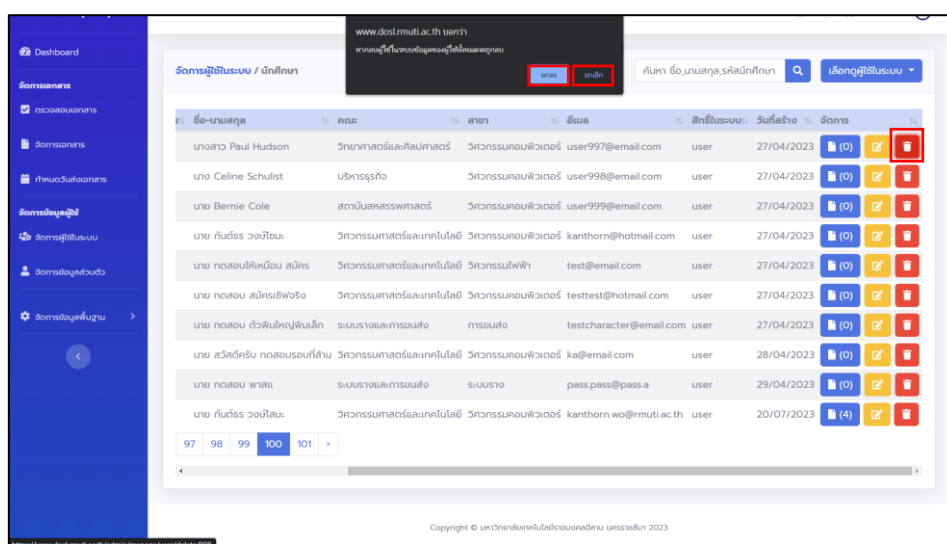 www.dosl.rmuti.ac.th บอกว่า
หากลบผู้ใช้ในระบบข้อมูลของผู้ใช้ทั้งหมดจะถูกลบ
ตกลง ยกเลิก
Dashboard
จัดการเอกสาร
ตรวจสอบเอกสาร
จัดการเอกสาร
กำหนดวันส่งเอกสาร
จัดการข้อมูลผู้ใช้
จัดการผู้ใช้ในระบบ
จัดการข้อมูลส่วนตัว
จัดการข้อมูลพื้นฐาน
จัดการผู้ใช้ในระบบ / นักศึกษา
ค้นหา ชื่อ,นามสกุล,รหัสนักศึกษา
เลือกดูผู้ใช้ในระบบ
ชื่อ-นามสกุล คณะ สาขา อีเมล สิทธิ์ในระบบ วันที่สร้าง จัดการ
นางสาว Paul Hudson วิทยาศาสตร์และศิลปศาสตร์ วิศวกรรมคอมพิวเตอร์ user997@email.com user 27/04/2023 (0)
นาง Celine Schulist บริหารธุรกิจ วิศวกรรมคอมพิวเตอร์ user998@email.com user 27/04/2023 (0)
นาย Bernie Cole สถาบันสหสรรพศาสตร์ วิศวกรรมคอมพิวเตอร์ user999@email.com user 27/04/2023 (0)
นาย กันต์ธร วงษ์ไชมะ วิศวกรรมศาสตร์และเทคโนโลยี วิศวกรรมคอมพิวเตอร์ kanthorn@hotmail.com user 27/04/2023 (0)
นาย ทดสอบให้เหมือน สมัคร วิศวกรรมศาสตร์และเทคโนโลยี วิศวกรรมไฟฟ้า test@email.com user 27/04/2023 (0)
นาย ทดสอบ สมัครเซิฟจริง วิศวกรรมศาสตร์และเทคโนโลยี วิศวกรรมคอมพิวเตอร์ testtest@hotmail.com user 27/04/2023 (0)
นาย ทดสอบ ตัวพิมใหญ่พิมเล็ก ระบบรางและการขนส่ง การขนส่ง testcharacter@email.com user 27/04/2023 (0)
นาย สวัสดีครับ ทดสอบรอบที่ล้าน วิศวกรรมศาสตร์และเทคโนโลยี วิศวกรรมคอมพิวเตอร์ ka@email.com user 28/04/2023 (0)
นาย ทดสอบ พาสแ ระบบรางและการขนส่ง ระบบราง pass.pass@pass.a user 29/04/2023 (0)
นาย กันต์ธร วงษ์ไสมะ วิศวกรรมศาสตร์และเทคโนโลยี วิศวกรรมคอมพิวเตอร์ kanthorn.wo@rmuti.ac.th user 20/07/2023 (4)
97 98 99 100 101 ›
Copyright © มหาวิทยาลัยเทคโนโลยีราชมงคลอีสาน นครราชสีมา 2023